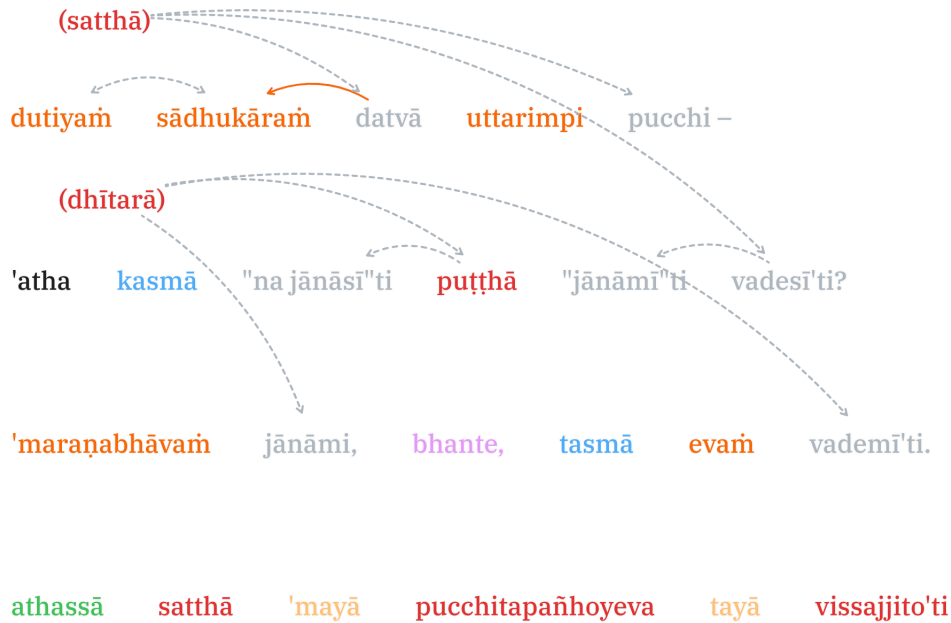 (satthā)
dutiyaṁ sādhukāraṁ datvā uttarimpi pucchi –
(dhītarā)
'atha kasmā "na jānāsī"ti puṭṭhā "jānāmī"ti vadesī'ti?
'maraṇabhāvaṁ jānāmi, bhante, tasmā evaṁ vademī'ti.
athassā satthā 'mayā pucchitapañhoyeva tayā vissajjito'ti